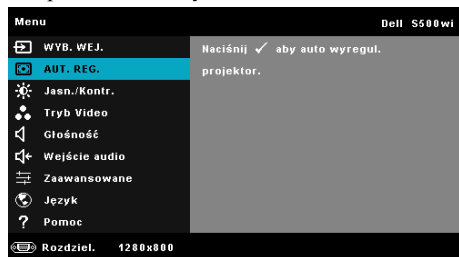 Menu Dell S500wi
WYB. WEJ.
AUT. REG.
Jasn./Kontr.
Tryb Video
Głośność
Wejście audio
Zaawansowane
Język
? Pomoc
Naciśnij ✓ aby auto wyregul.
projektor.
Rozdziel. 1280x800